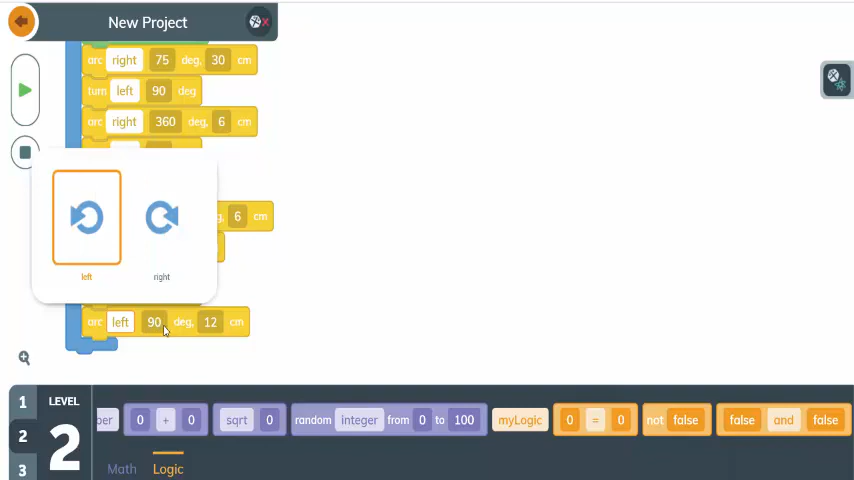 New Project
arc right 75 deg, 30 cm
turn left 90 deg
arc right 360 deg, 6 cm
6 cm
left right
arc left 90 deg, 12 cm
1 LEVEL
2
3
2
0 + 0 sqrt 0 random integer from 0 to 100 myLogic 0 = 0 not false false and false
Math Logic